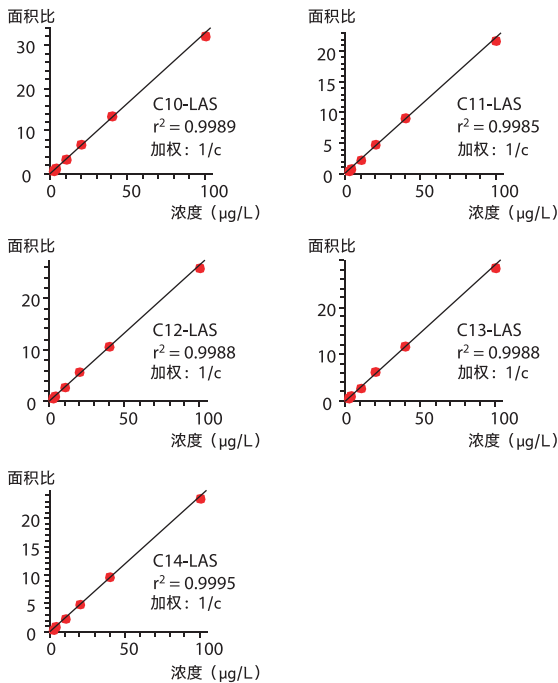 面积比
30
20
10
0
C10-LAS
r² = 0.9989
加权：1/c
50
100
浓度 (μg/L)
面积比
20
15
10
5
0
C11-LAS
r² = 0.9985
加权：1/c
50
100
浓度 (μg/L)
面积比
20
10
0
C12-LAS
r² = 0.9988
加权：1/c
50
100
浓度 (μg/L)
面积比
20
10
0
C13-LAS
r² = 0.9988
加权：1/c
50
100
浓度 (μg/L)
面积比
20
15
10
5
0
C14-LAS
r² = 0.9995
加权：1/c
50
100
浓度 (μg/L)